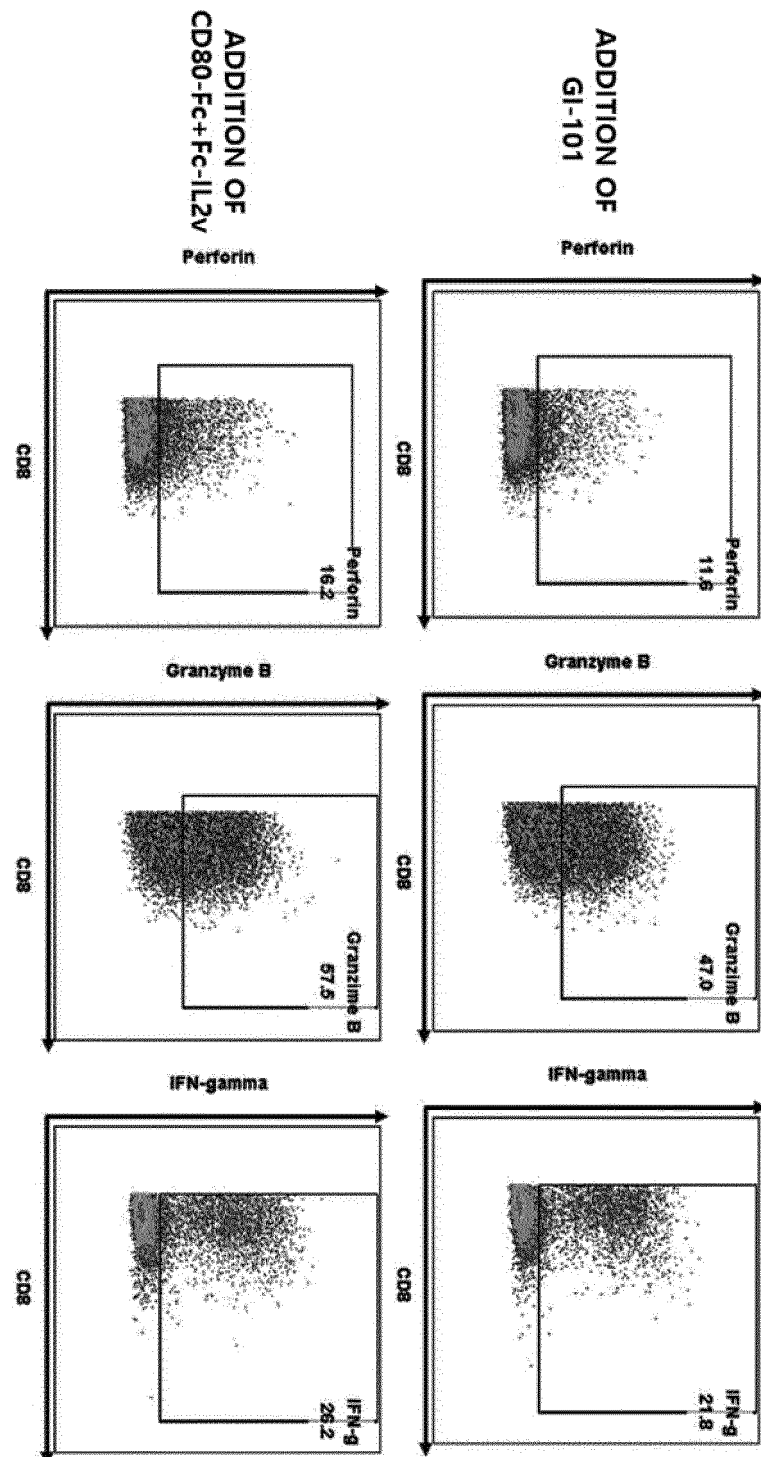 ADDITION OF
GI-101
Perforin
Perforin
11.6
CD8
Granzyme B
Granzime B
47.0
CD8
IFN-gamma
IFN-g
21.8
CD8
ADDITION OF
CD80-Fc+Fc-IL2v
Perforin
Perforin
16.2
CD8
Granzyme B
Granzime B
57.5
CD8
IFN-gamma
IFN-g
26.2
CD8